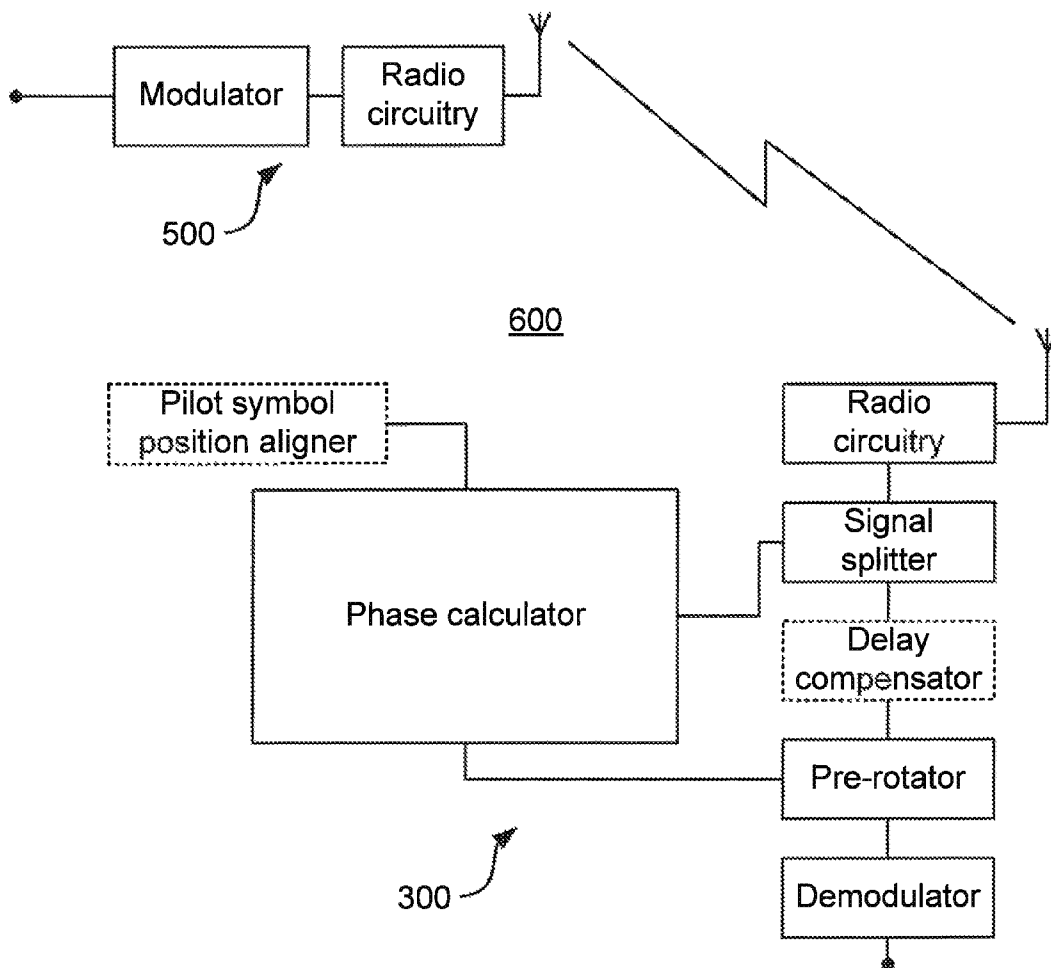 Modulator
Radio
circuitry
500
600
Pilot symbol
position aligner
Radio
circuitry
Signal
splitter
Phase calculator
Delay
compensator
Pre-rotator
300
Demodulator